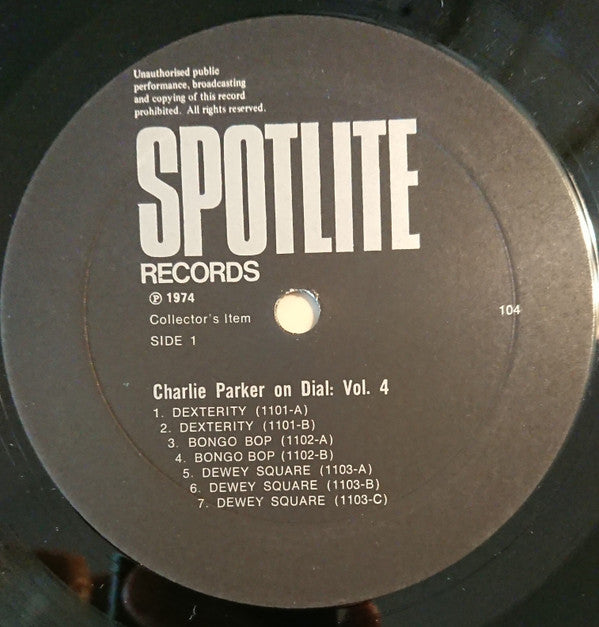 Unauthorised public
performance, broadcasting
and copying of this record
prohibited. All rights reserved.
SPOTLITE
RECORDS
℗ 1974
Collector's Item
SIDE 1
104
Charlie Parker on Dial: Vol. 4
1. DEXTERITY (1101-A)
2. DEXTERITY (1101-B)
3. BONGO BOP (1102-A)
4. BONGO BOP (1102-B)
5. DEWEY SQUARE (1103-A)
6. DEWEY SQUARE (1103-B)
7. DEWEY SQUARE (1103-C)